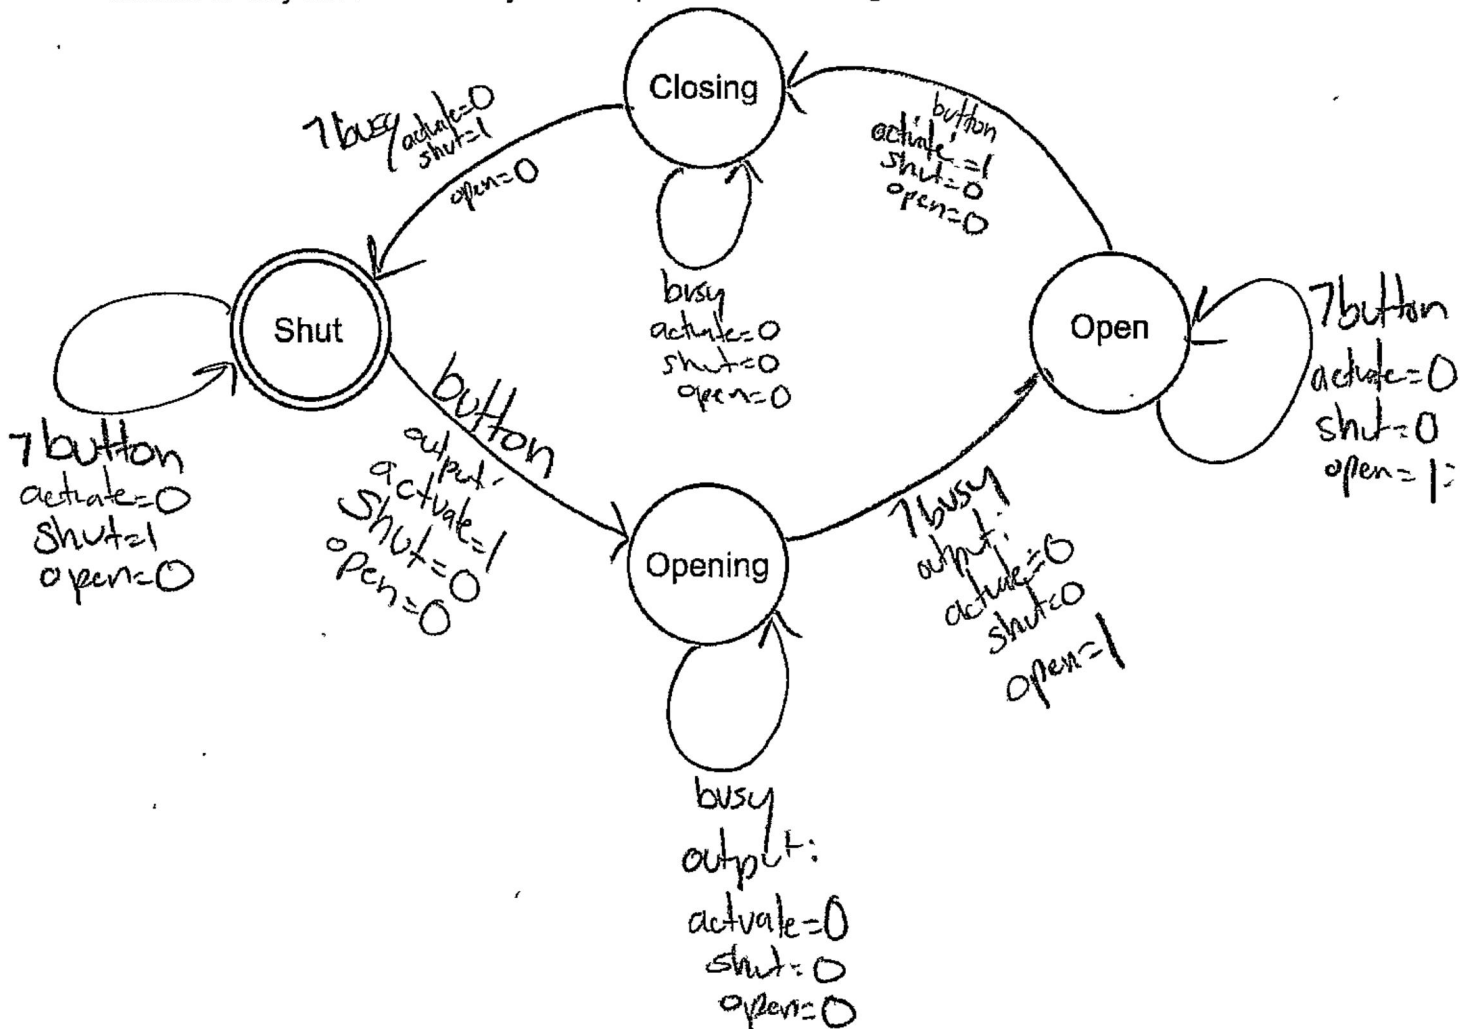 Closing
¬busy
actuate=0
shut=1
open=0
button
actuate=1
shut=0
open=0
busy
actuate=0
shut=0
open=0
Shut
¬button
actuate=0
shut=1
open=0
button
output:
actuate=1
shut=0
open=0
Open
¬button
actuate=0
shut=0
open=1
Opening
¬busy
output:
actuate=0
shut=0
open=1
busy
output:
actuate=0
shut=0
open=0